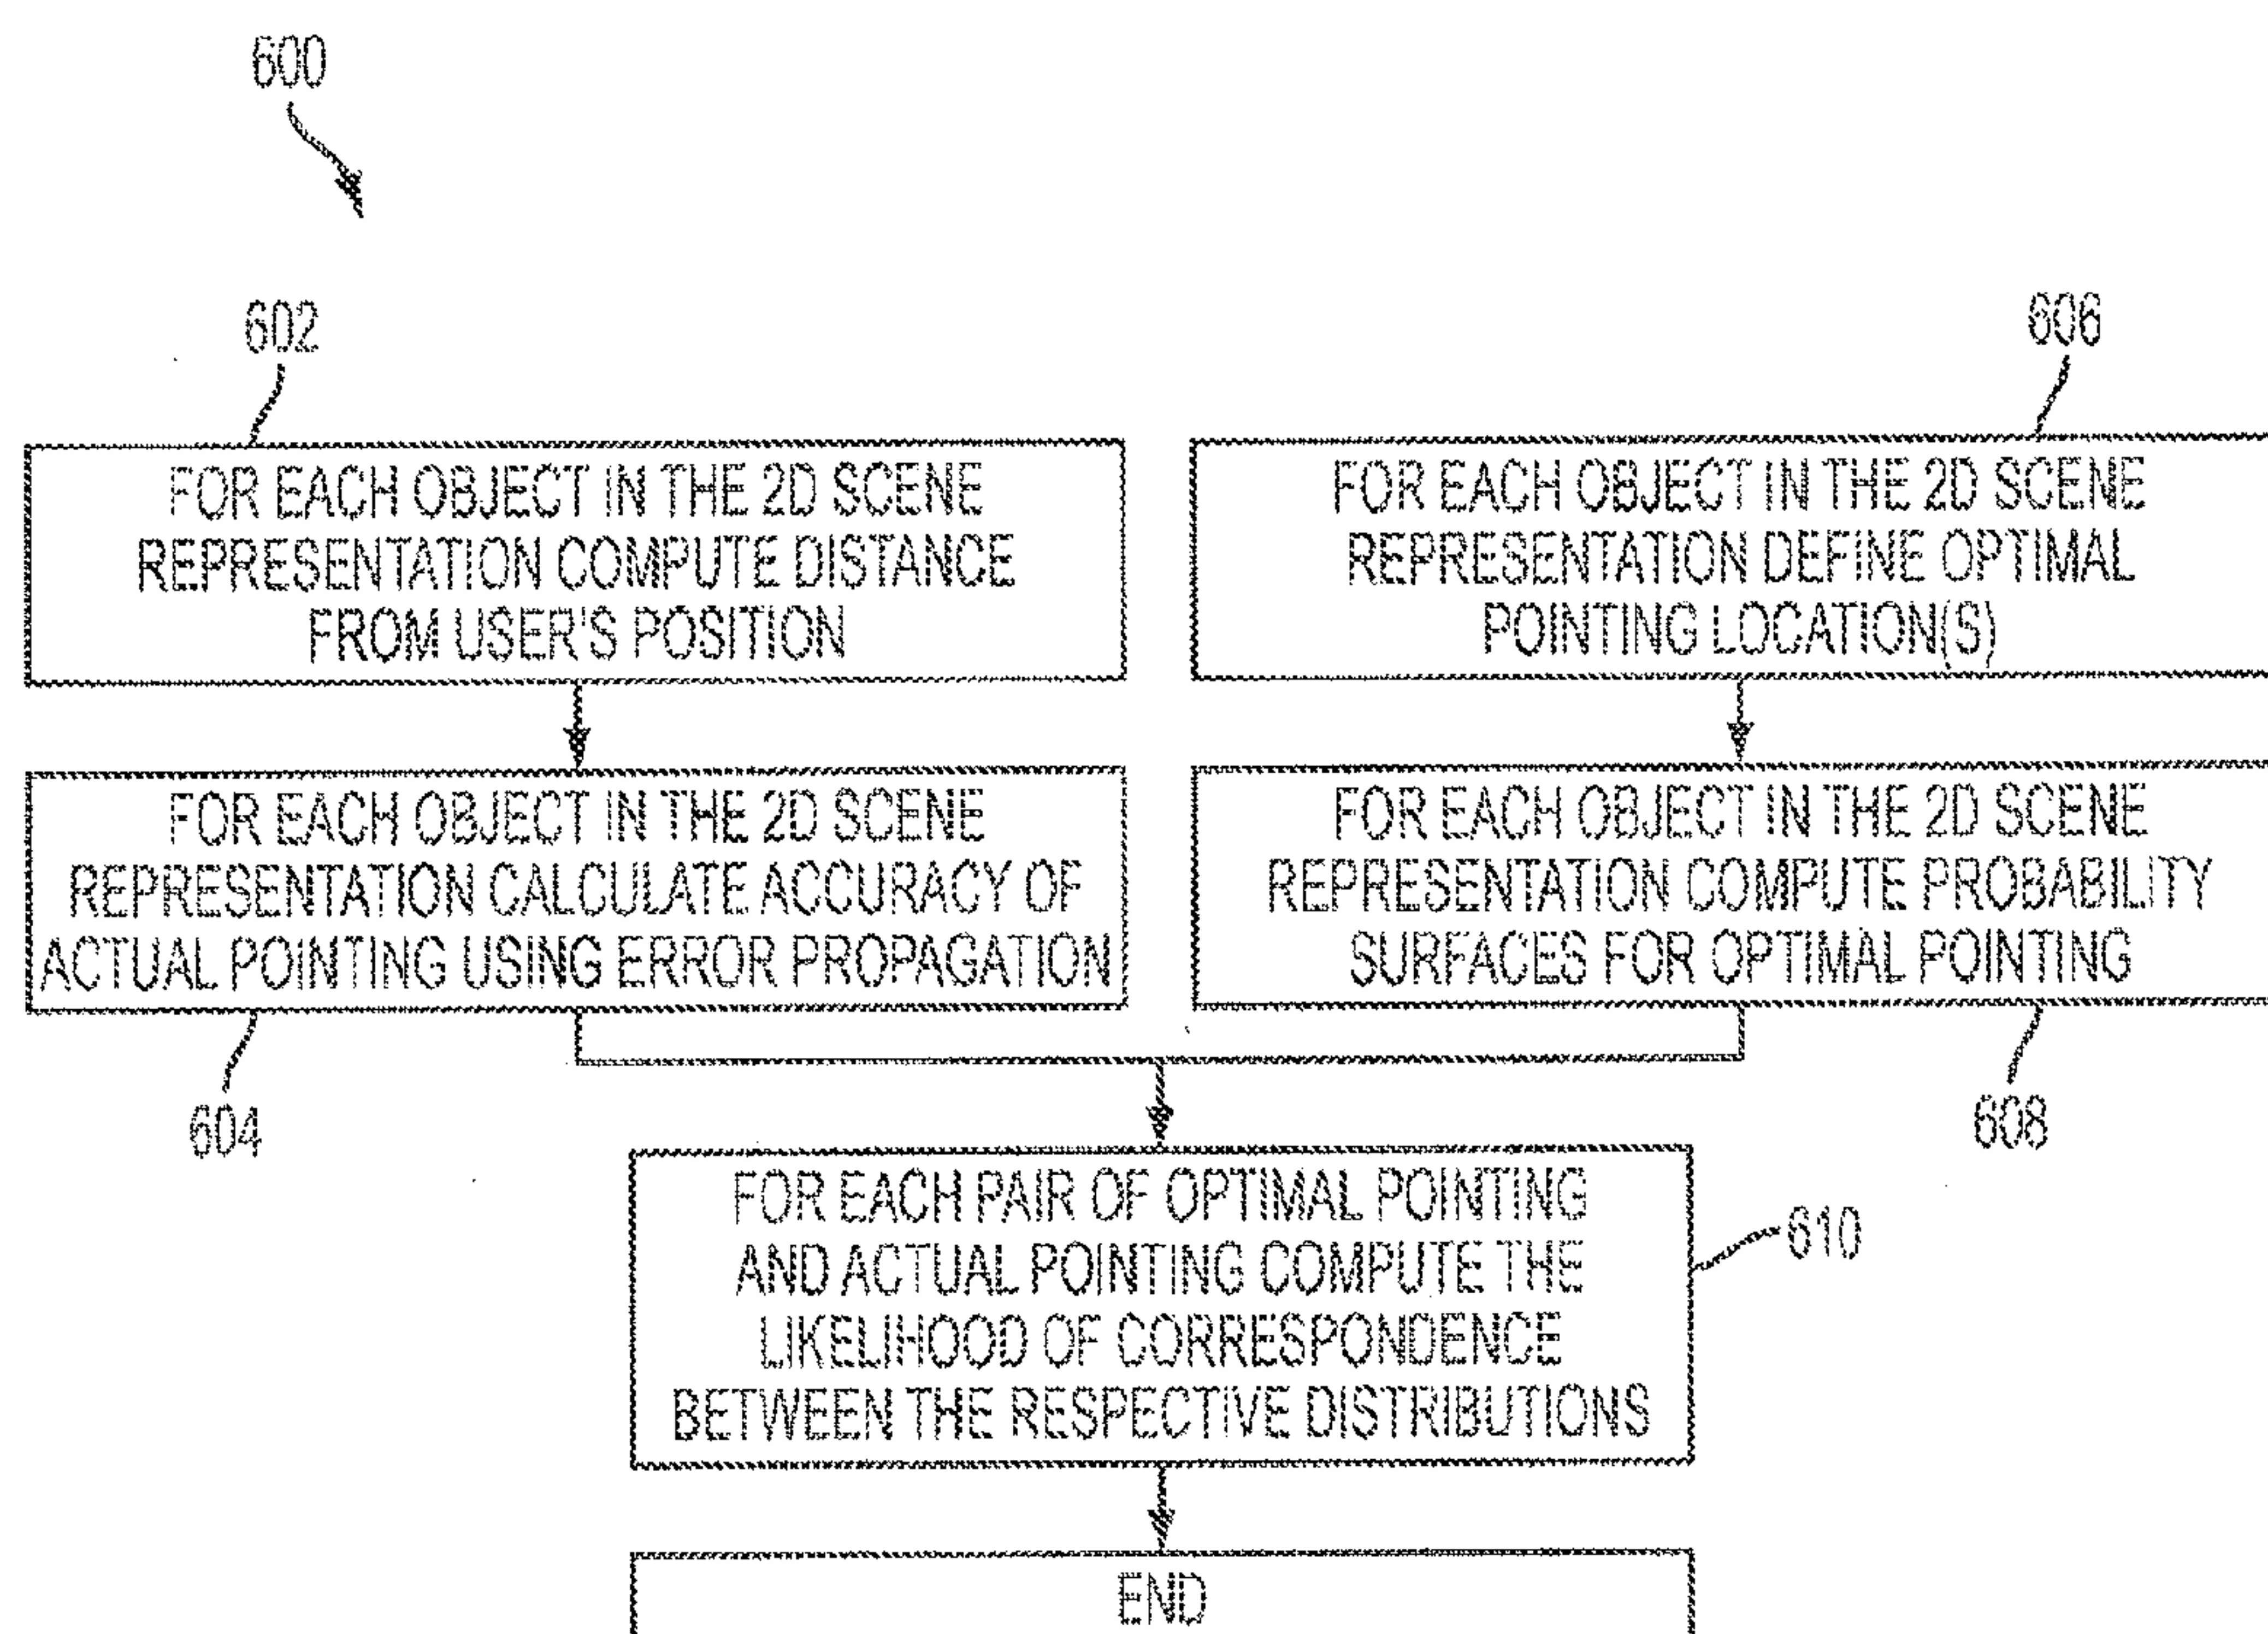 600
602
FOR EACH OBJECT IN THE 2D SCENE
REPRESENTATION COMPUTE DISTANCE
FROM USER'S POSITION
606
FOR EACH OBJECT IN THE 2D SCENE
REPRESENTATION DEFINE OPTIMAL
POINTING LOCATION(S)
FOR EACH OBJECT IN THE 2D SCENE
REPRESENTATION CALCULATE ACCURACY OF
ACTUAL POINTING USING ERROR PROPAGATION
604
FOR EACH OBJECT IN THE 2D SCENE
REPRESENTATION COMPUTE PROBABILITY
SURFACES FOR OPTIMAL POINTING
608
FOR EACH PAIR OF OPTIMAL POINTING
AND ACTUAL POINTING COMPUTE THE
LIKELIHOOD OF CORRESPONDENCE
BETWEEN THE RESPECTIVE DISTRIBUTIONS
610
END